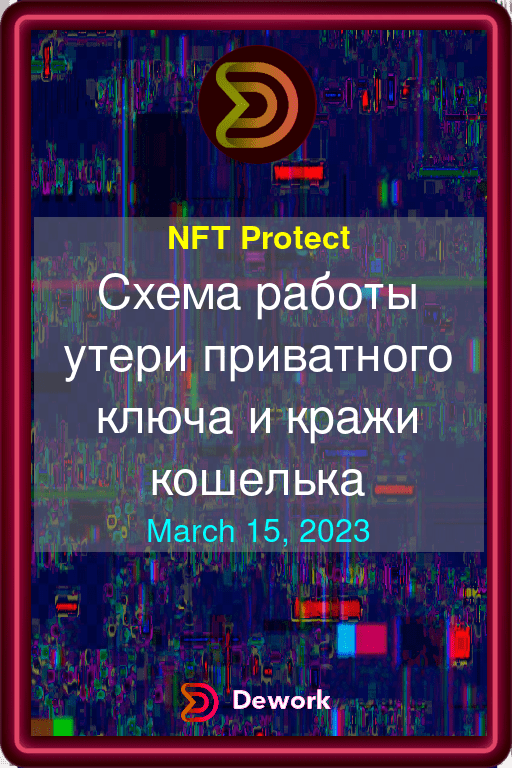 NFT Protect
Схема работы
утери приватного
ключа и кражи
кошелька
March 15, 2023
Dework